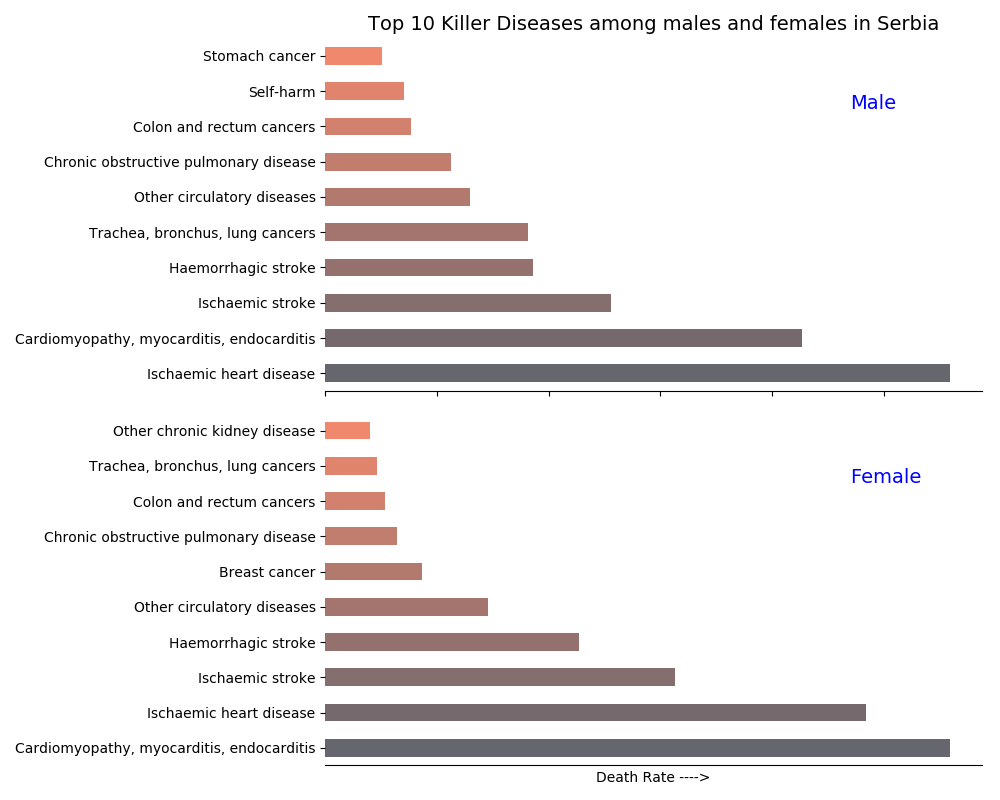 Top 10 Killer Diseases among males and females in Serbia
Stomach cancer
Self-harm
Male
Colon and rectum cancers
Chronic obstructive pulmonary disease
Other circulatory diseases
Trachea, bronchus, lung cancers
Haemorrhagic stroke
Ischaemic stroke
Cardiomyopathy, myocarditis, endocarditis
Ischaemic heart disease
Other chronic kidney disease
Trachea, bronchus, lung cancers
Female
Colon and rectum cancers
Chronic obstructive pulmonary disease
Breast cancer
Other circulatory diseases
Haemorrhagic stroke
Ischaemic stroke
Ischaemic heart disease
Cardiomyopathy, myocarditis, endocarditis
Death Rate ---->